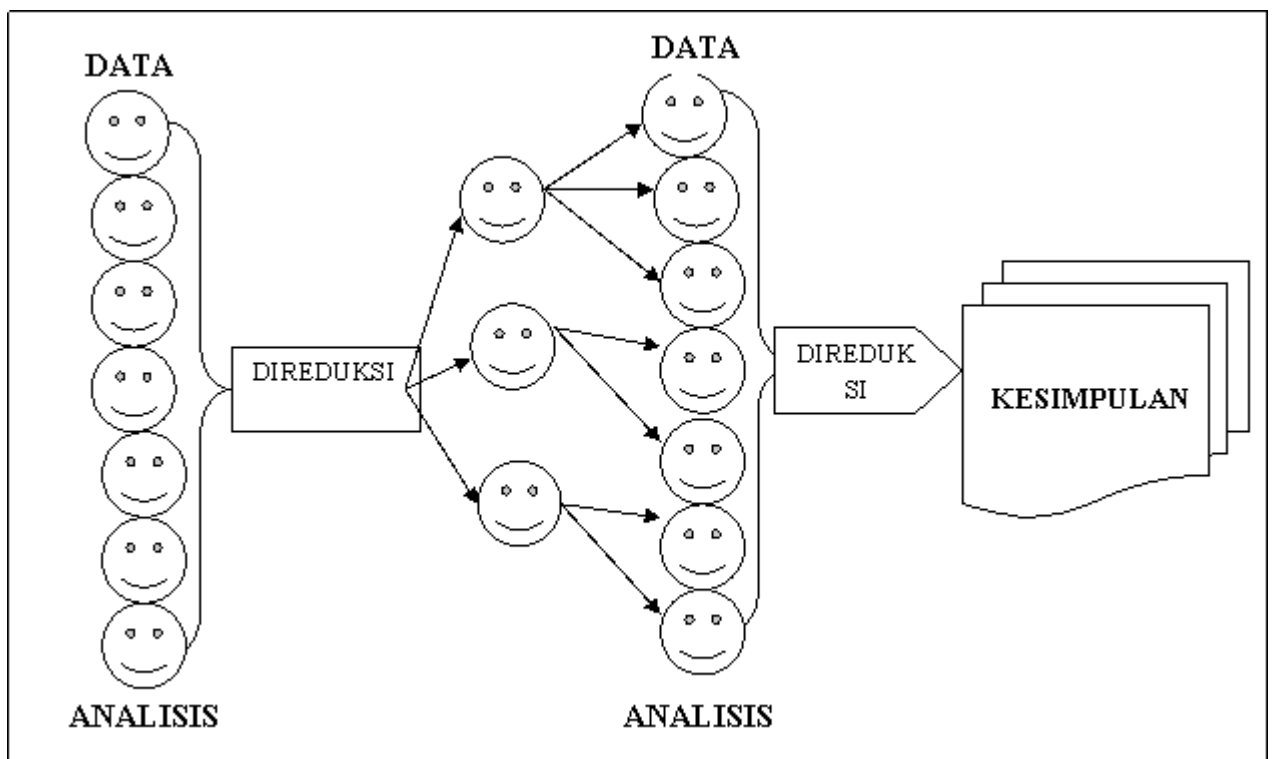 DATA
ANALISIS
DIREDUKSI
DATA
ANALISIS
DIREDUK
SI
KESIMPULAN